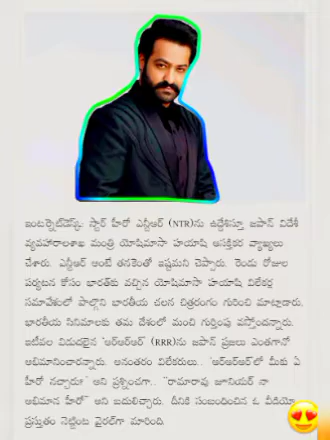 ఇంటర్నెట్‌డెస్క్: స్టార్ హీరో ఎన్టీఆర్ (NTR)ను ఉద్దేశిస్తూ జపాన్ విదేశీ
వ్యవహారాలశాఖ మంత్రి యోషిమాసా హయాషి ఆసక్తికర వ్యాఖ్యలు
చేశారు. ఎన్టీఆర్ అంటే తనకెంతో ఇష్టమని చెప్పారు. రెండు రోజుల
పర్యటన కోసం భారత్‌కు వచ్చిన యోషిమాసా హయాషి విలేకర్ల
సమావేశంలో పాల్గొని భారతీయ చలన చిత్రరంగం గురించి మాట్లాడారు.
భారతీయ సినిమాలకు తమ దేశంలో మంచి గుర్తింపు వస్తోందన్నారు.
ఇటీవల విడుదలైన 'ఆర్ఆర్ఆర్' (RRR)ను జపాన్ ప్రజలు ఎంతగానో
అభిమానించారన్నారు. అనంతరం విలేకరులు.. 'ఆర్ఆర్ఆర్‌లో మీకు ఏ
హీరో నచ్చారు?' అని ప్రశ్నించగా.. ''రామారావు జూనియర్ నా
అభిమాన హీరో'' అని బదులిచ్చారు. దీనికి సంబంధించిన ఓ వీడియో
ప్రస్తుతం నెట్టింట వైరల్‌గా మారింది.